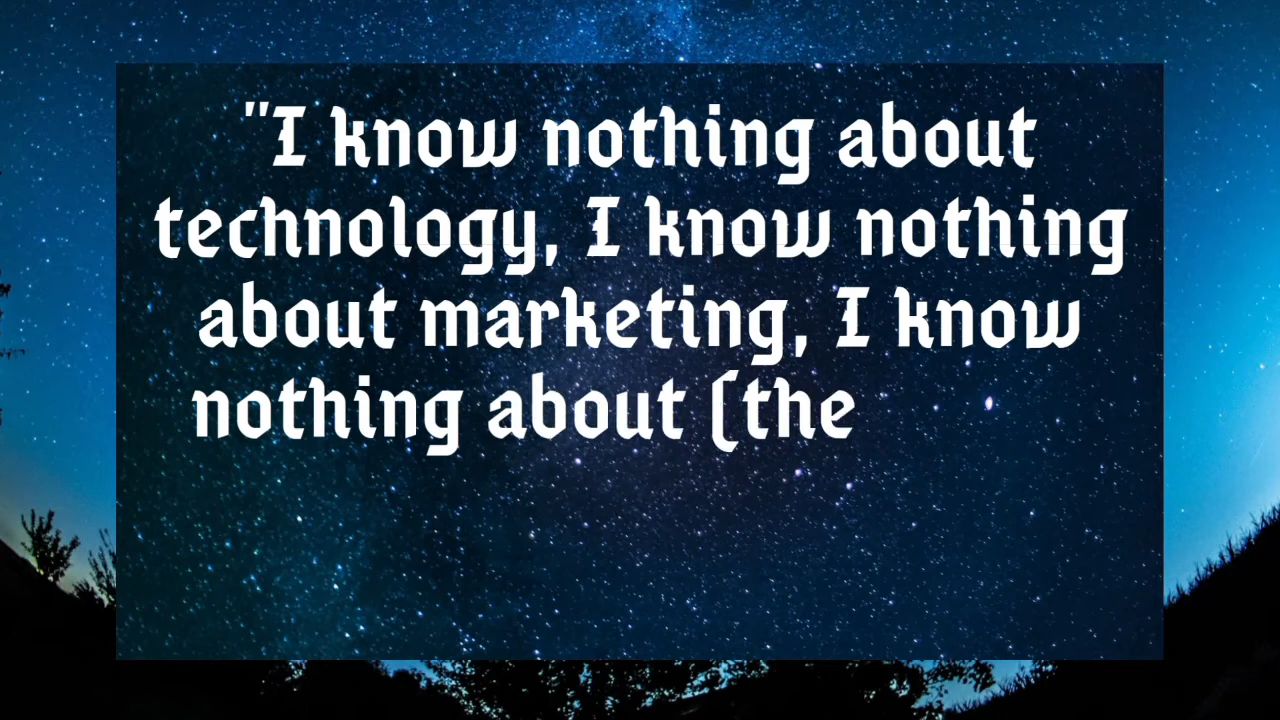 "I know nothing about
technology, I know nothing
about marketing, I know
nothing about (the